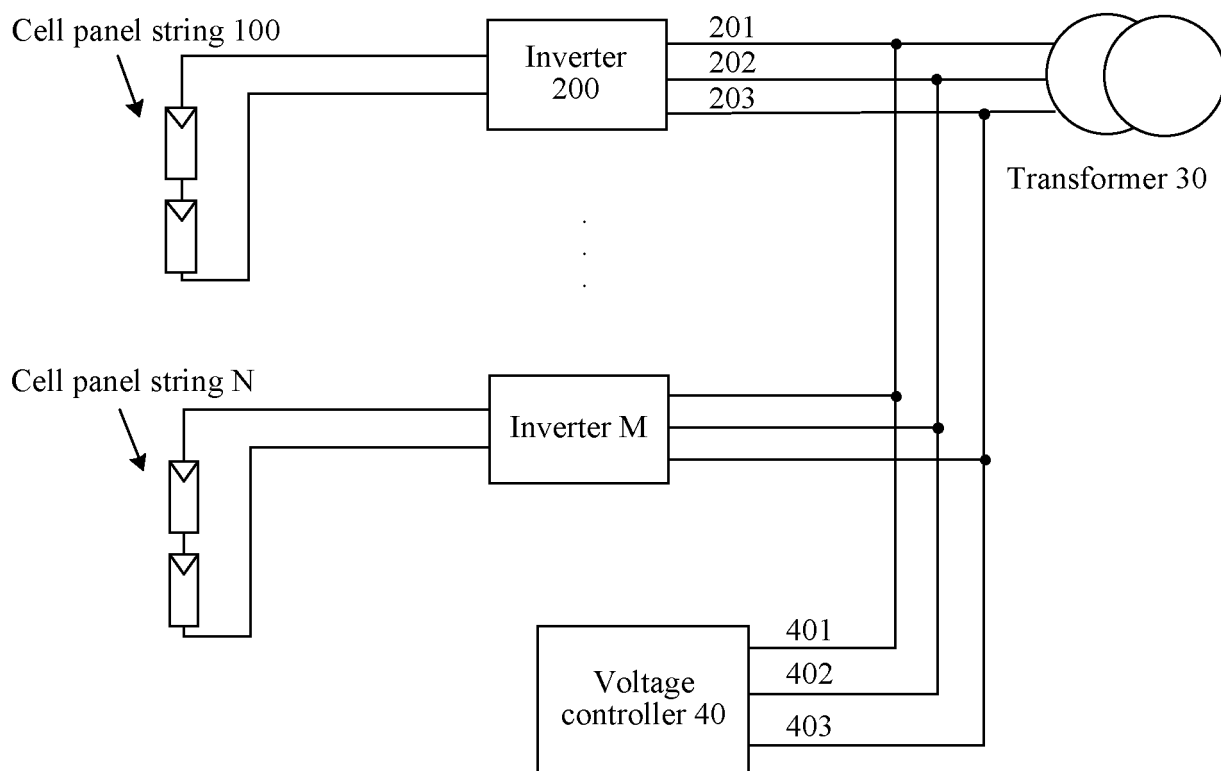 Cell panel string 100
Inverter
200
201
202
203
Transformer 30
Cell panel string N
Inverter M
Voltage
controller 40
401
402
403